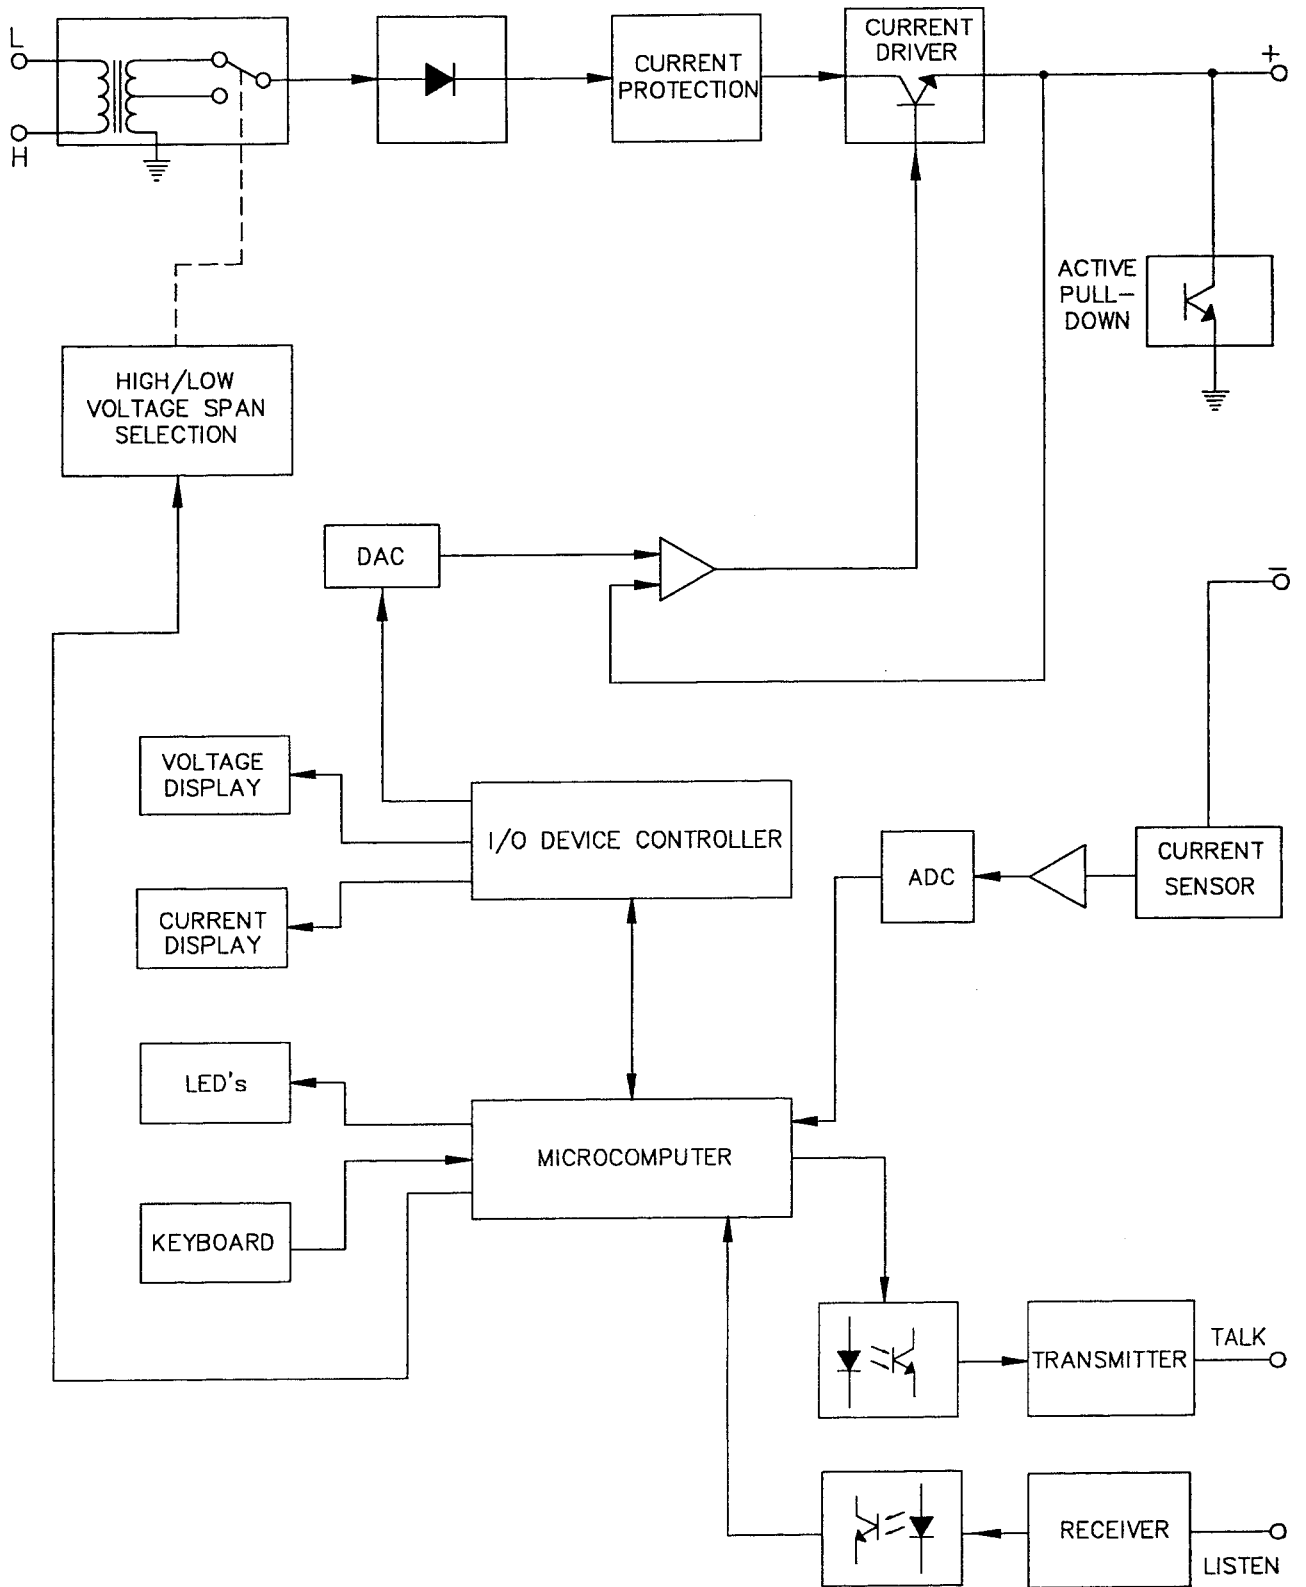 L
H
CURRENT
PROTECTION
CURRENT
DRIVER
+
ACTIVE
PULL-
DOWN
HIGH/LOW
VOLTAGE SPAN
SELECTION
DAC
-
VOLTAGE
DISPLAY
I/O DEVICE CONTROLLER
ADC
CURRENT
SENSOR
CURRENT
DISPLAY
LED's
MICROCOMPUTER
KEYBOARD
TRANSMITTER
TALK
RECEIVER
LISTEN